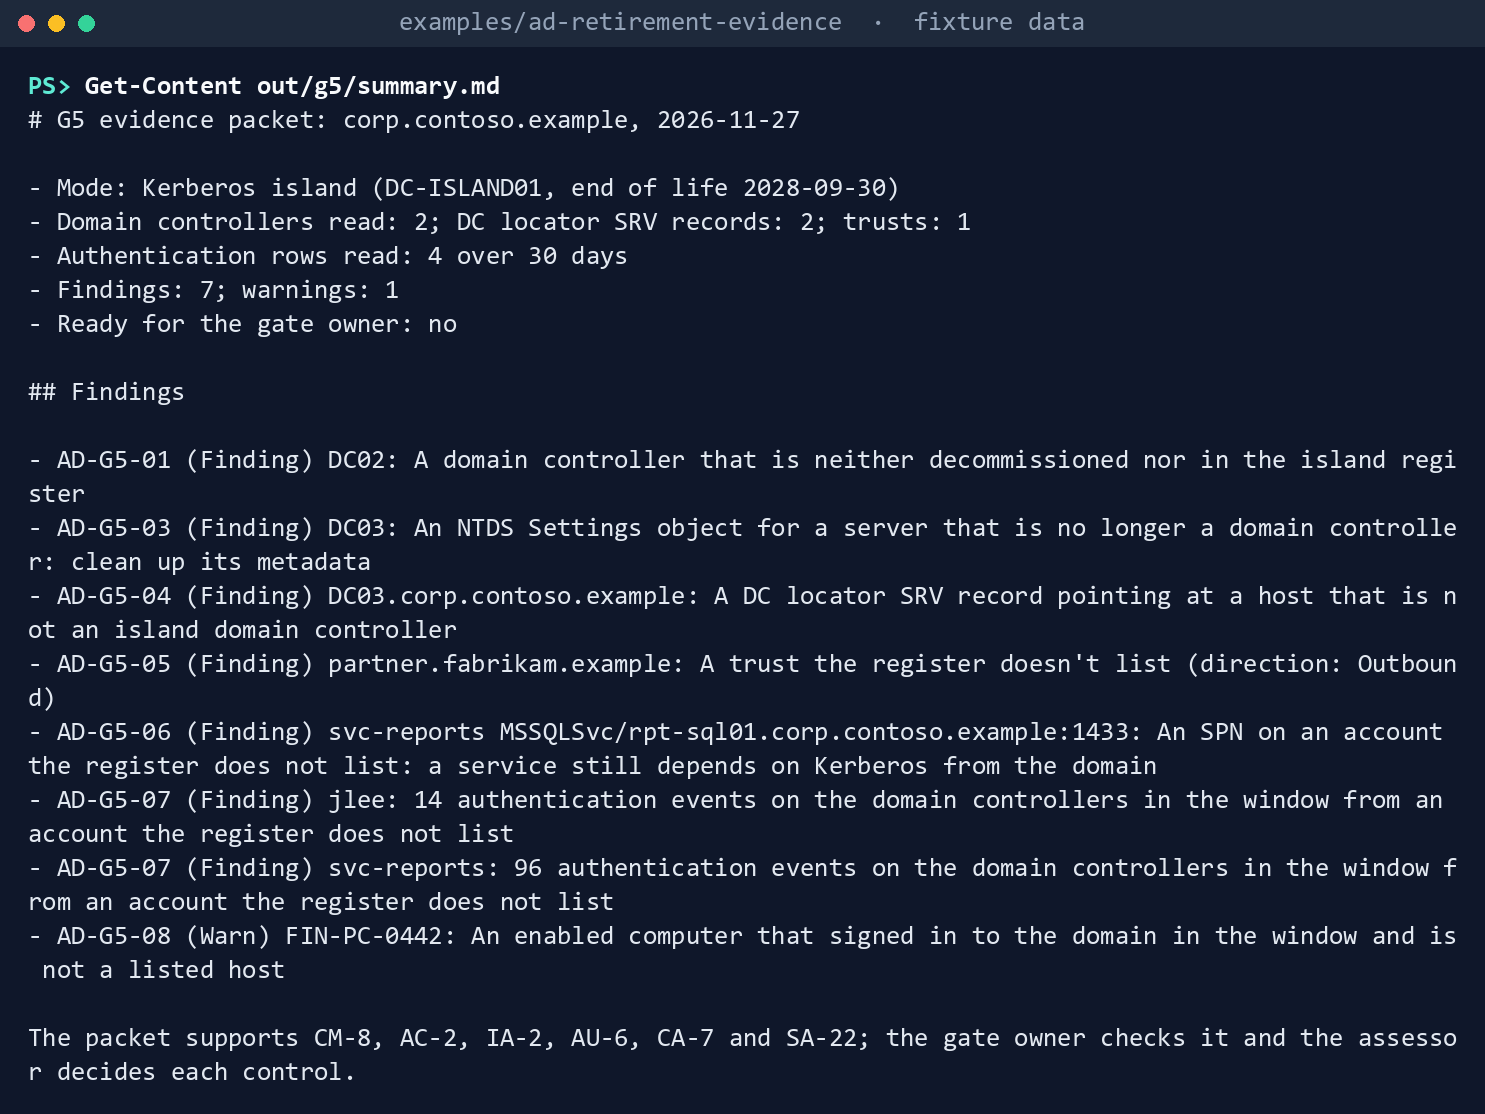 examples/ad-retirement-evidence · fixture data
PS> Get-Content out/g5/summary.md
# G5 evidence packet: corp.contoso.example, 2026-11-27
- Mode: Kerberos island (DC-ISLAND01, end of life 2028-09-30)
- Domain controllers read: 2; DC locator SRV records: 2; trusts: 1
- Authentication rows read: 4 over 30 days
- Findings: 7; warnings: 1
- Ready for the gate owner: no
## Findings
- AD-G5-01 (Finding) DC02: A domain controller that is neither decommissioned nor in the island regi
ster
- AD-G5-03 (Finding) DC03: An NTDS Settings object for a server that is no longer a domain controlle
r: clean up its metadata
- AD-G5-04 (Finding) DC03.corp.contoso.example: A DC locator SRV record pointing at a host that is n
ot an island domain controller
- AD-G5-05 (Finding) partner.fabrikam.example: A trust the register doesn't list (direction: Outboun
d)
- AD-G5-06 (Finding) svc-reports MSSQLSvc/rpt-sql01.corp.contoso.example:1433: An SPN on an account
the register does not list: a service still depends on Kerberos from the domain
- AD-G5-07 (Finding) jlee: 14 authentication events on the domain controllers in the window from an
account the register does not list
- AD-G5-07 (Finding) svc-reports: 96 authentication events on the domain controllers in the window f
rom an account the register does not list
- AD-G5-08 (Warn) FIN-PC-0442: An enabled computer that signed in to the domain in the window and is
 not a listed host
The packet supports CM-8, AC-2, IA-2, AU-6, CA-7 and SA-22; the gate owner checks it and the assesso
r decides each control.